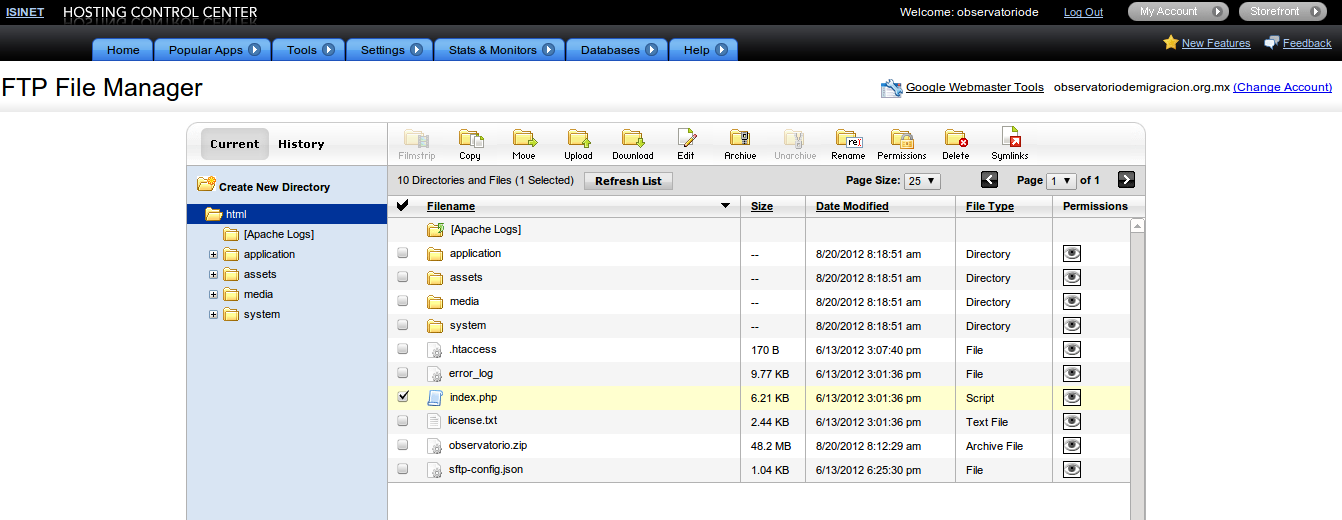 ISINET HOSTING CONTROL CENTER Welcome: observatoriode Log Out My Account Storefront
Home Popular Apps Tools Settings Stats & Monitors Databases Help New Features Feedback
FTP File Manager Google Webmaster Tools observatoriodemigracion.org.mx (Change Account)
Current History Filmstrip Copy Move Upload Download Edit Archive Unarchive Rename Permissions Delete Symlinks
Create New Directory
html
[Apache Logs]
application
assets
media
system
10 Directories and Files (1 Selected) Refresh List Page Size: 25 Page 1 of 1
Filename Size Date Modified File Type Permissions
[Apache Logs]
application -- 8/20/2012 8:18:51 am Directory
assets -- 8/20/2012 8:18:51 am Directory
media -- 8/20/2012 8:18:51 am Directory
system -- 8/20/2012 8:18:51 am Directory
.htaccess 170 B 6/13/2012 3:07:40 pm File
error_log 9.77 KB 6/13/2012 3:01:36 pm File
index.php 6.21 KB 6/13/2012 3:01:36 pm Script
license.txt 2.44 KB 6/13/2012 3:01:36 pm Text File
observatorio.zip 48.2 MB 8/20/2012 8:12:29 am Archive File
sftp-config.json 1.04 KB 6/13/2012 6:25:30 pm File